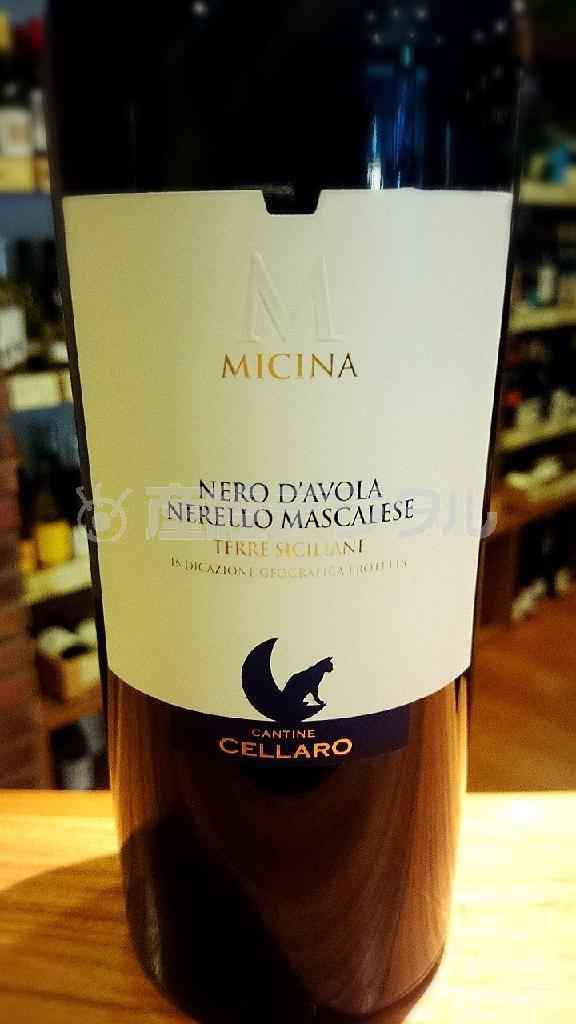 M
MICINA
NERO D'AVOLA
NERELLO MASCALESE
TERRE SICILIANE
INDICAZIONE GEOGRAFICA PROTETTA
CANTINE
CELLARO